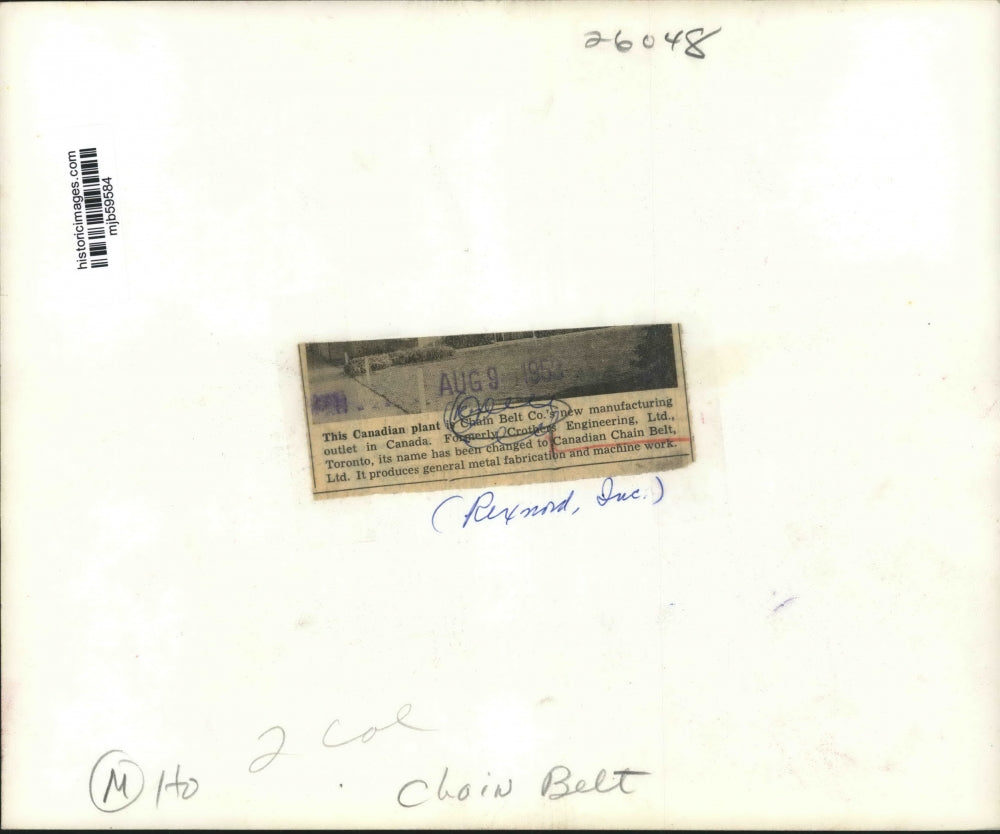 26048
historicimages.com
mjb59584
AUG 9 1953
This Canadian plant is Chain Belt Co.'s new manufacturing
outlet in Canada. Formerly Crothers Engineering, Ltd.,
Toronto, its name has been changed to Canadian Chain Belt,
Ltd. It produces general metal fabrication and machine work.
(Rexnord, Inc.)
2 col
M Ho
Chain Belt